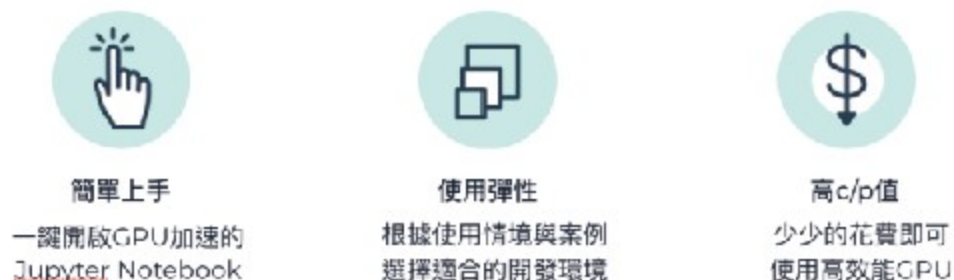 簡單上手
一鍵開啟GPU加速的
Jupyter Notebook
使用彈性
根據使用情境與案例
選擇適合的開發環境
高c/p值
少少的花費即可
使用高效能GPU